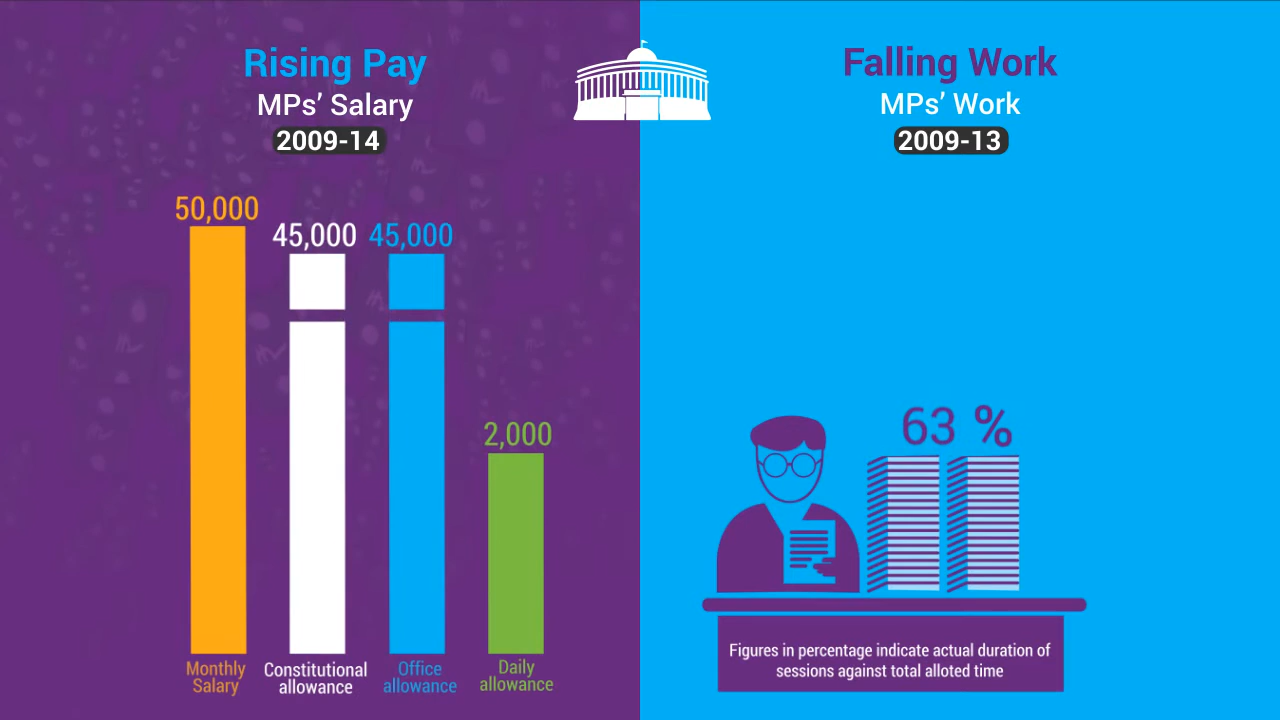 Rising Pay
MPs’ Salary
2009-14
50,000
45,000
45,000
2,000
Monthly
Salary
Constitutional
allowance
Office
allowance
Daily
allowance
Falling Work
MPs’ Work
2009-13
63 %
Figures in percentage indicate actual duration of
sessions against total alloted time